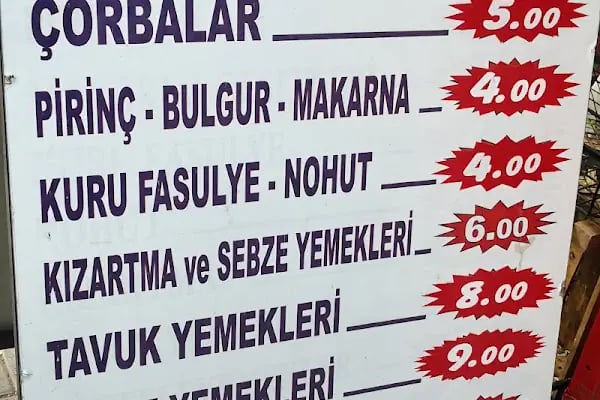 ÇORBALAR 5.00
PİRİNÇ - BULGUR - MAKARNA 4.00
KURU FASULYE - NOHUT 4.00
KIZARTMA ve SEBZE YEMEKLERİ 6.00
TAVUK YEMEKLERİ 8.00
YEMEKLERİ 9.00